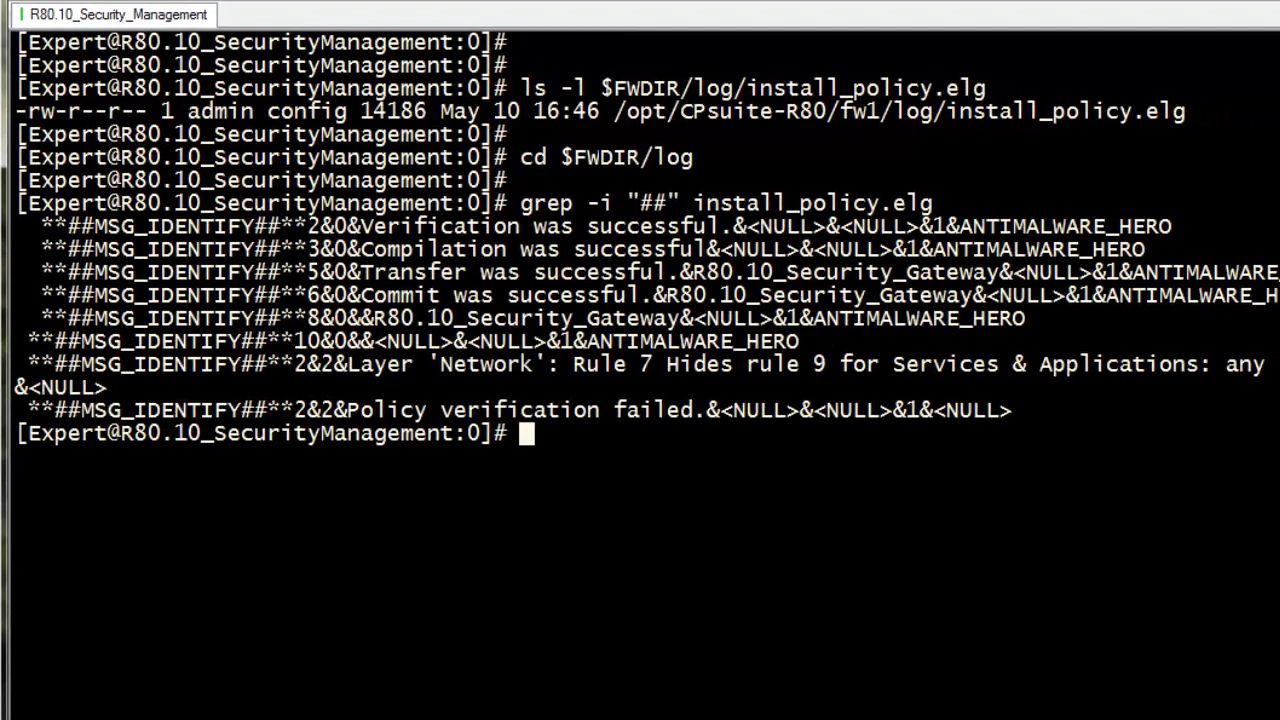 R80.10_Security_Management
[Expert@R80.10_SecurityManagement:0]#
[Expert@R80.10_SecurityManagement:0]#
[Expert@R80.10_SecurityManagement:0]# ls -l $FWDIR/log/install_policy.elg
-rw-r--r-- 1 admin config 14186 May 10 16:46 /opt/CPsuite-R80/fw1/log/install_policy.elg
[Expert@R80.10_SecurityManagement:0]#
[Expert@R80.10_SecurityManagement:0]# cd $FWDIR/log
[Expert@R80.10_SecurityManagement:0]#
[Expert@R80.10_SecurityManagement:0]# grep -i "##" install_policy.elg
**##MSG_IDENTIFY##**2&0&Verification was successful.&<NULL>&<NULL>&1&ANTIMALWARE_HERO
**##MSG_IDENTIFY##**3&0&Compilation was successful&<NULL>&<NULL>&1&ANTIMALWARE_HERO
**##MSG_IDENTIFY##**5&0&Transfer was successful.&R80.10_Security_Gateway&<NULL>&1&ANTIMALWARE
**##MSG_IDENTIFY##**6&0&Commit was successful.&R80.10_Security_Gateway&<NULL>&1&ANTIMALWARE_H
**##MSG_IDENTIFY##**8&0&&R80.10_Security_Gateway&<NULL>&1&ANTIMALWARE_HERO
**##MSG_IDENTIFY##**10&0&&<NULL>&<NULL>&1&ANTIMALWARE_HERO
**##MSG_IDENTIFY##**2&2&Layer 'Network': Rule 7 Hides rule 9 for Services & Applications: any
&<NULL>
**##MSG_IDENTIFY##**2&2&Policy verification failed.&<NULL>&<NULL>&1&<NULL>
[Expert@R80.10_SecurityManagement:0]#